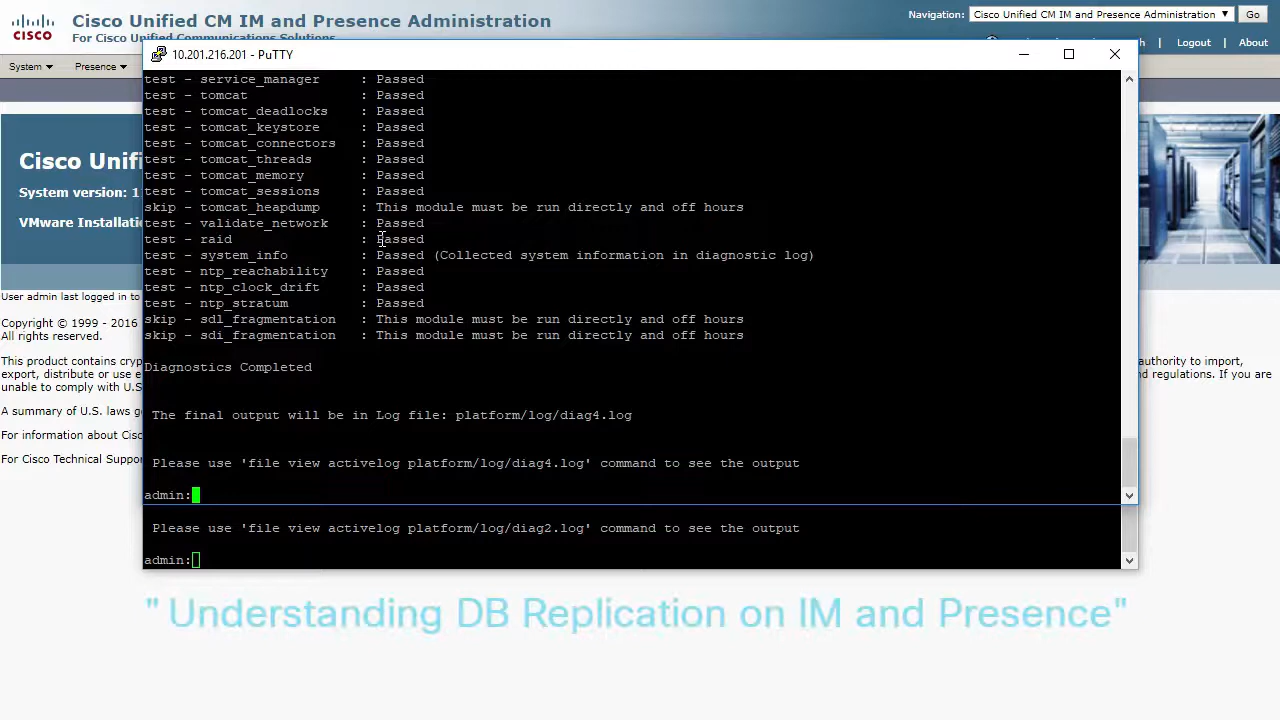 Cisco Unified CM IM and Presence Administration
For Cisco Unified Communications Solutions
Navigation: Cisco Unified CM IM and Presence Administration Go
Logout About
System Presence
CISCO
10.201.216.201 - PuTTY
test - service_manager : Passed
test - tomcat : Passed
test - tomcat_deadlocks : Passed
test - tomcat_keystore : Passed
test - tomcat_connectors : Passed
test - tomcat_threads : Passed
test - tomcat_memory : Passed
test - tomcat_sessions : Passed
skip - tomcat_heapdump : This module must be run directly and off hours
test - validate_network : Passed
test - raid : Passed
test - system_info : Passed (Collected system information in diagnostic log)
test - ntp_reachability : Passed
test - ntp_clock_drift : Passed
test - ntp_stratum : Passed
skip - sdl_fragmentation : This module must be run directly and off hours
skip - sdi_fragmentation : This module must be run directly and off hours
Diagnostics Completed
The final output will be in Log file: platform/log/diag4.log
Please use 'file view activelog platform/log/diag4.log' command to see the output
admin:
Please use 'file view activelog platform/log/diag2.log' command to see the output
admin:
Cisco Unifi
System version: 1
VMware Installatio
User admin last logged in to
Copyright © 1999 - 2016
All rights reserved.
This product contains cryp
export, distribute or use e
unable to comply with U.S
A summary of U.S. laws g
For information about Cisc
For Cisco Technical Suppor
authority to import,
and regulations. If you are
" Understanding DB Replication on IM and Presence"